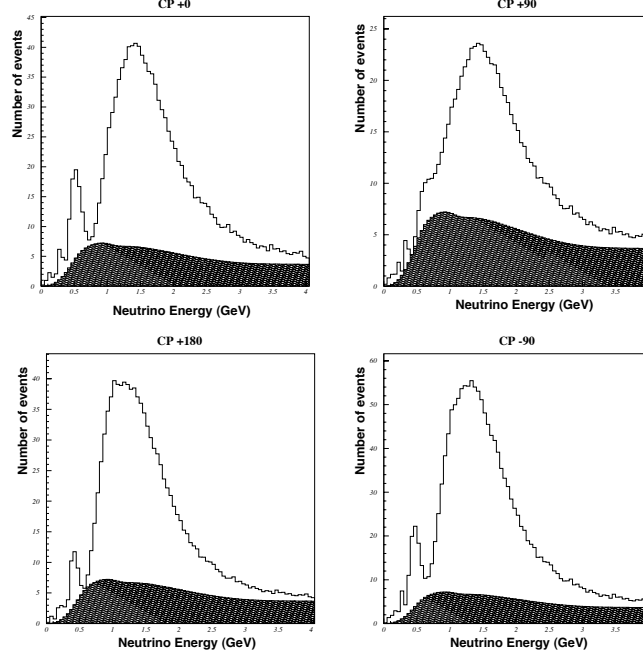 CP +0
CP +90
45
40
35
30
25
20
15
10
5
0
Number of events
0 0.5 1 1.5 2 2.5 3 3.5 4
Neutrino Energy (GeV)
25
20
15
10
5
0
Number of events
0 0.5 1 1.5 2 2.5 3 3.5
Neutrino Energy (GeV)
CP +180
CP -90
40
35
30
25
20
15
10
5
0
Number of events
0 0.5 1 1.5 2 2.5 3 3.5 4
Neutrino Energy (GeV)
60
50
40
30
20
10
0
Number of events
0 0.5 1 1.5 2 2.5 3 3.5
Neutrino Energy (GeV)